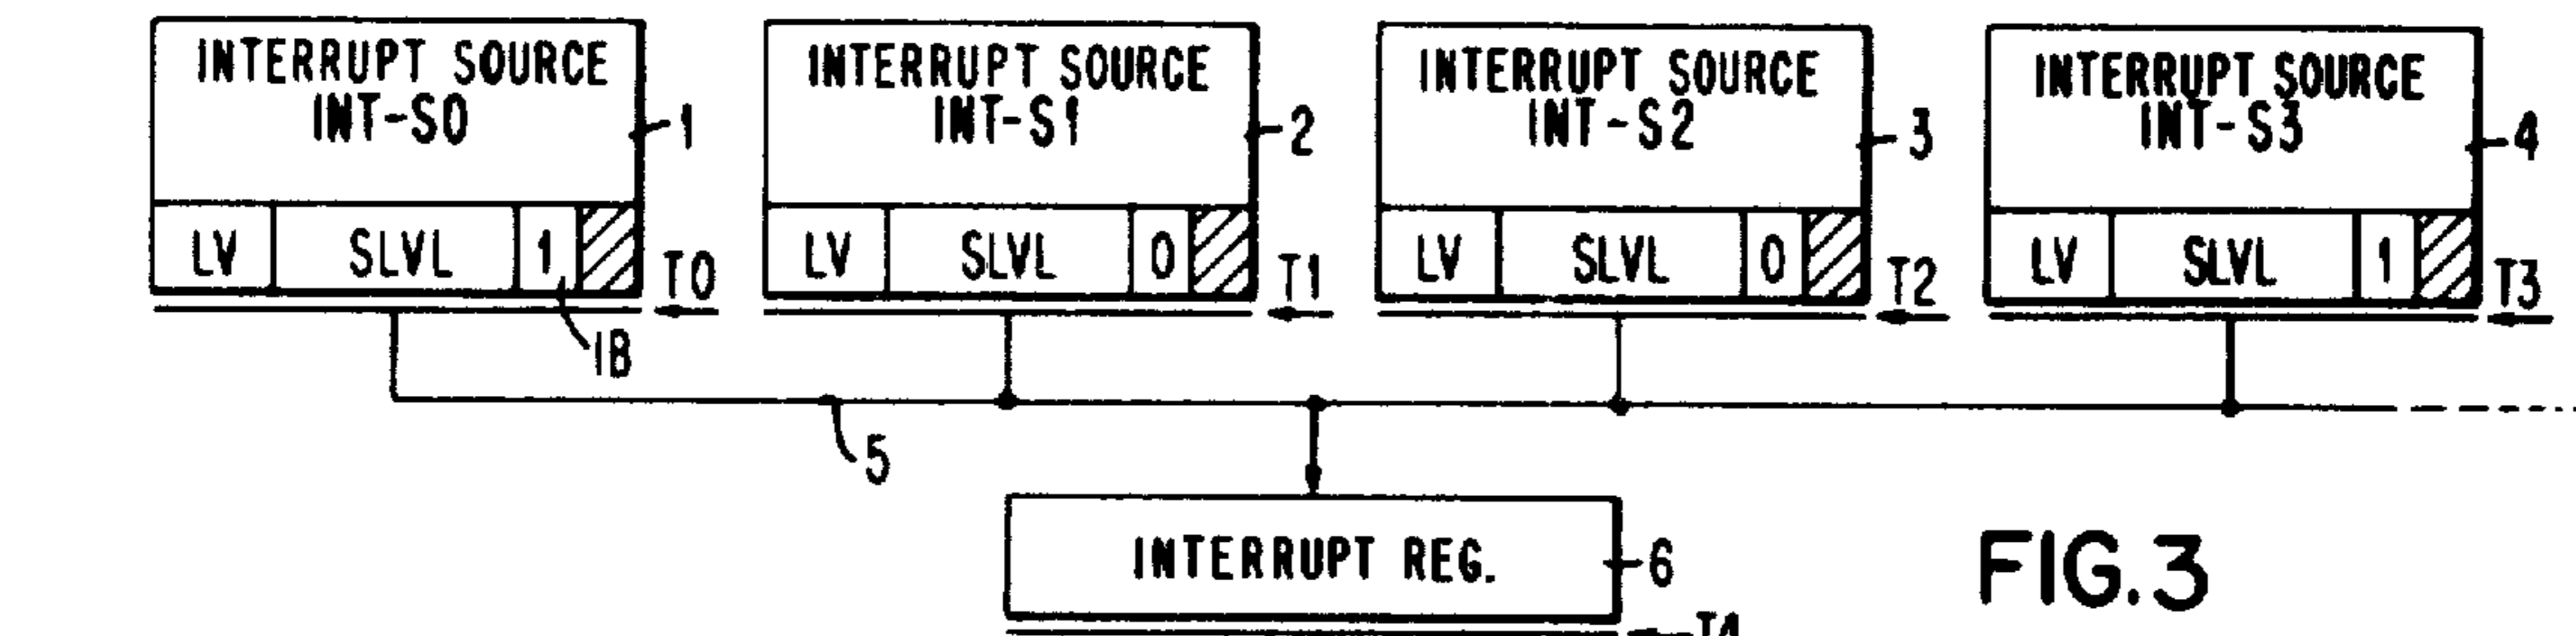 INTERRUPT SOURCE
INT-S0
1
INTERRUPT SOURCE
INT-S1
2
INTERRUPT SOURCE
INT-S2
3
INTERRUPT SOURCE
INT-S3
4
LV SLVL 1
T0
LV SLVL 0
T1
LV SLVL 0
T2
LV SLVL 1
T3
1B
5
INTERRUPT REG.
6
FIG.3